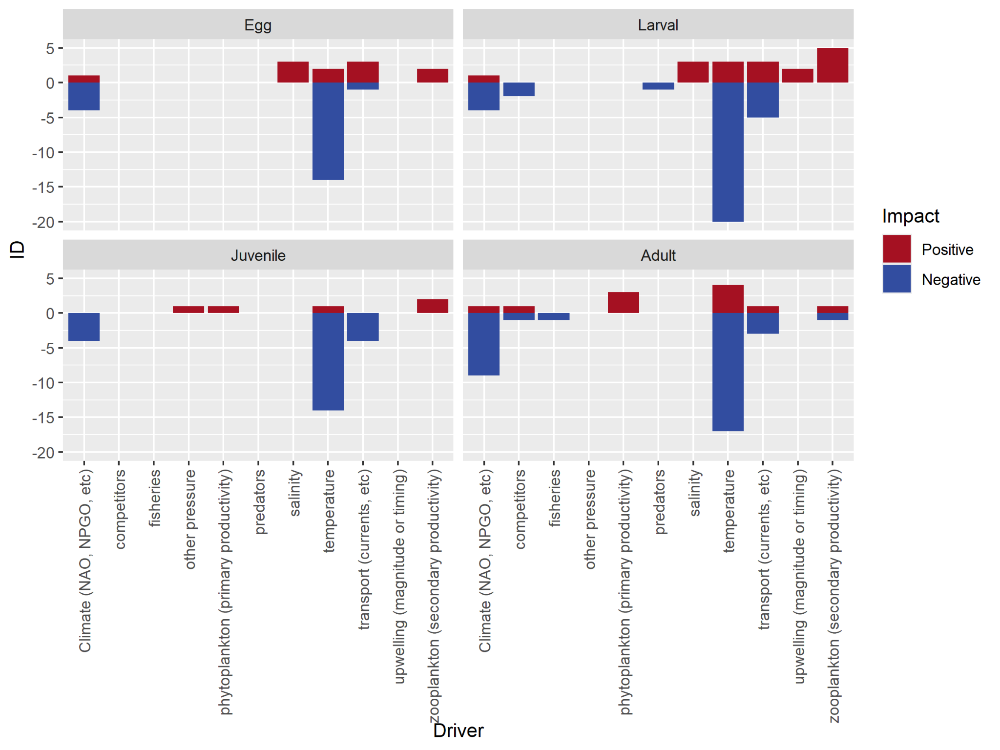 Egg
Larval
5
0
-5
-10
-15
-20
ID
Juvenile
Adult
5
0
-5
-10
-15
-20
Climate (NAO, NPGO, etc)
competitors
fisheries
other pressure
phytoplankton (primary productivity)
predators
salinity
temperature
transport (currents, etc)
upwelling (magnitude or timing)
zooplankton (secondary productivity)
Climate (NAO, NPGO, etc)
competitors
fisheries
other pressure
phytoplankton (primary productivity)
predators
salinity
temperature
transport (currents, etc)
upwelling (magnitude or timing)
zooplankton (secondary productivity)
Driver
Impact
Positive
Negative